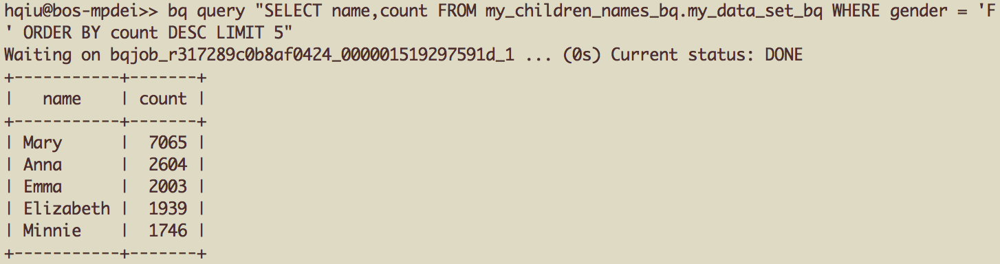 hqiu@bos-mpdei>> bq query "SELECT name,count FROM my_children_names_bq.my_data_set_bq WHERE gender = 'F
' ORDER BY count DESC LIMIT 5"
Waiting on bqjob_r317289c0b8af0424_000001519297591d_1 ... (0s) Current status: DONE
+-----------+-------+
|   name    | count |
+-----------+-------+
| Mary      |  7065 |
| Anna      |  2604 |
| Emma      |  2003 |
| Elizabeth |  1939 |
| Minnie    |  1746 |
+-----------+-------+